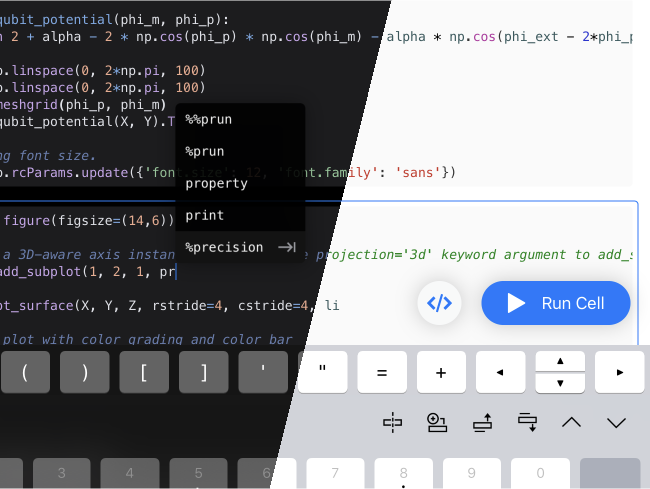 qubit_potential(phi_m, phi_p):
2 + alpha - 2 * np.cos(phi_p) * np.cos(phi_m) - alpha * np.cos(phi_ext - 2*phi_p
.linspace(0, 2*np.pi, 100)
.linspace(0, 2*np.pi, 100)
meshgrid(phi_p, phi_m)
qubit_potential(X, Y).T
%%prun
%prun
property
print
%precision
ng font size.
.rcParams.update({'font.size': 12, 'font.family': 'sans'})
figure(figsize=(14,6))
a 3D-aware axis instan e projection='3d' keyword argument to add_s
add_subplot(1, 2, 1, pr
ot_surface(X, Y, Z, rstride=4, cstride=4, li
plot with color grading and color bar
</> Run Cell
( ) [ ] ' " = +
3 4 5 6 7 8 9 0